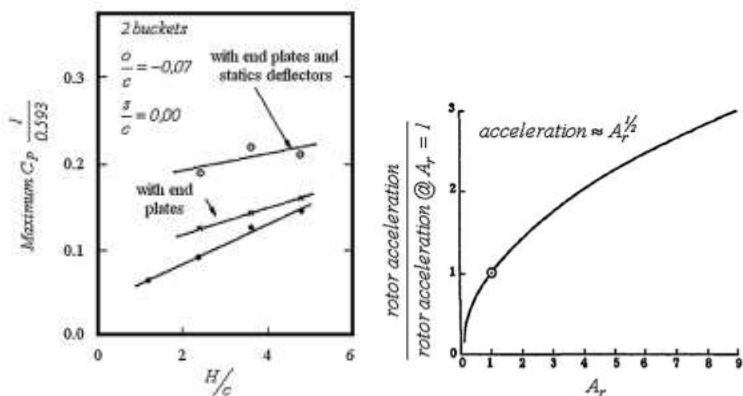 2 buckets
o/c = -0,07
s/c = 0,00
with end plates and
statics deflectors
with end
plates
Maximum Cp 1/0.593
0.3
0.2
0.1
0.0
0 2 4 6
H/c
acceleration ≈ Ar^1/2
rotor acceleration
rotor acceleration @ Ar = 1
3
2
1
0 1 2 3 4 5 6 7 8 9
Ar